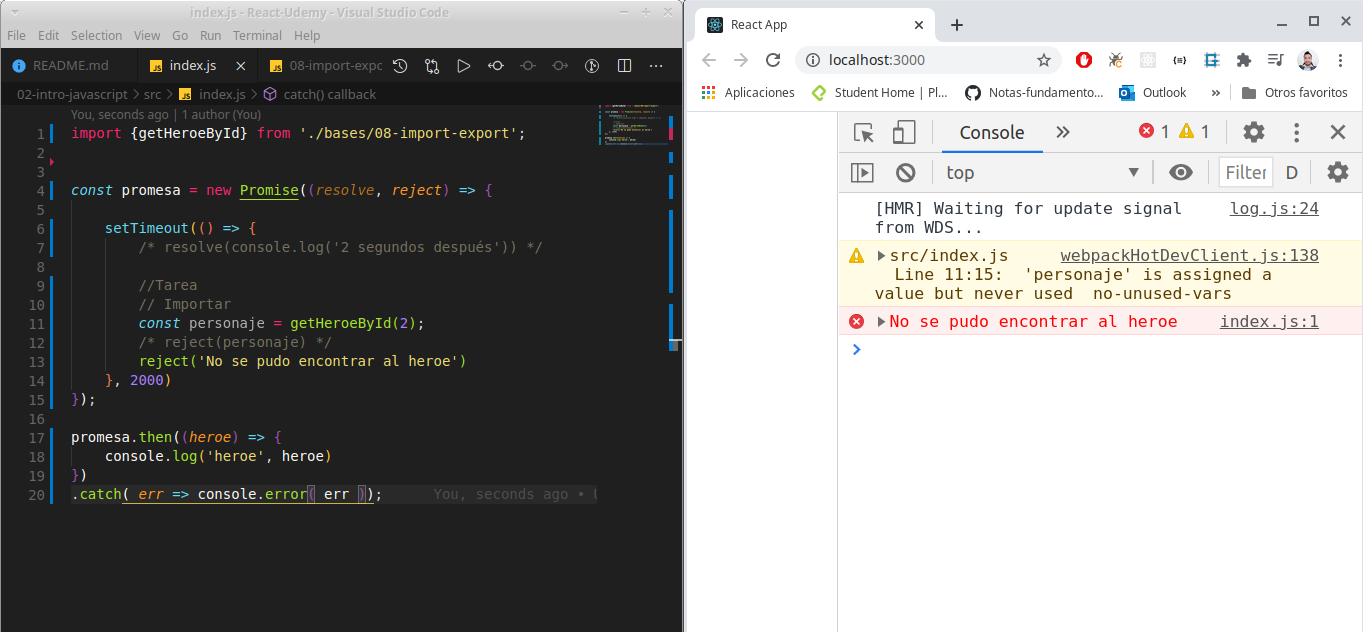 index.js - React-Udemy - Visual Studio Code
File Edit Selection View Go Run Terminal Help
README.md index.js 08-import-expc
02-intro-javascript > src > index.js > catch() callback
You, seconds ago | 1 author (You)
1 import {getHeroeById} from './bases/08-import-export';
2
3
4 const promesa = new Promise((resolve, reject) => {
5
6 setTimeout(() => {
7 /* resolve(console.log('2 segundos después')) */
8
9 //Tarea
10 // Importar
11 const personaje = getHeroeById(2);
12 /* reject(personaje) */
13 reject('No se pudo encontrar al heroe')
14 }, 2000)
15 });
16
17 promesa.then((heroe) => {
18 console.log('heroe', heroe)
19 })
20 .catch( err => console.error( err )); You, seconds ago •
React App
localhost:3000
Aplicaciones Student Home | Pl... Notas-fundamento... Outlook » Otros favoritos
Console » 1 1
top Filter D
[HMR] Waiting for update signal log.js:24
from WDS...
src/index.js webpackHotDevClient.js:138
Line 11:15: 'personaje' is assigned a
value but never used no-unused-vars
No se pudo encontrar al heroe index.js:1